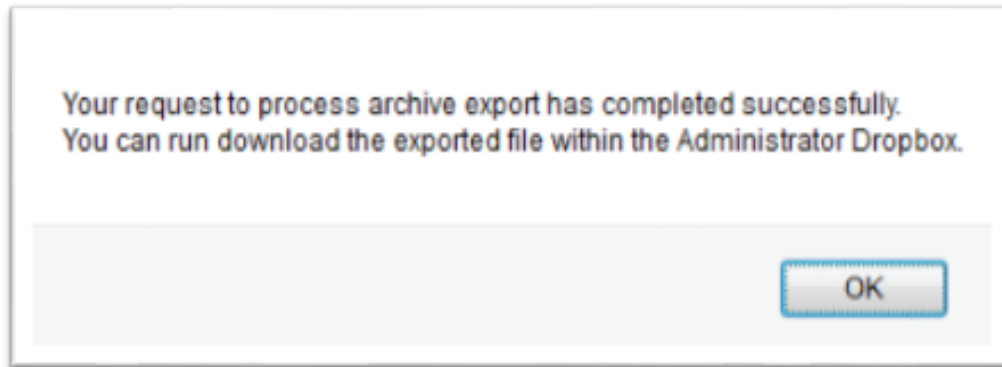 Your request to process archive export has completed successfully.
You can run download the exported file within the Administrator Dropbox.
OK